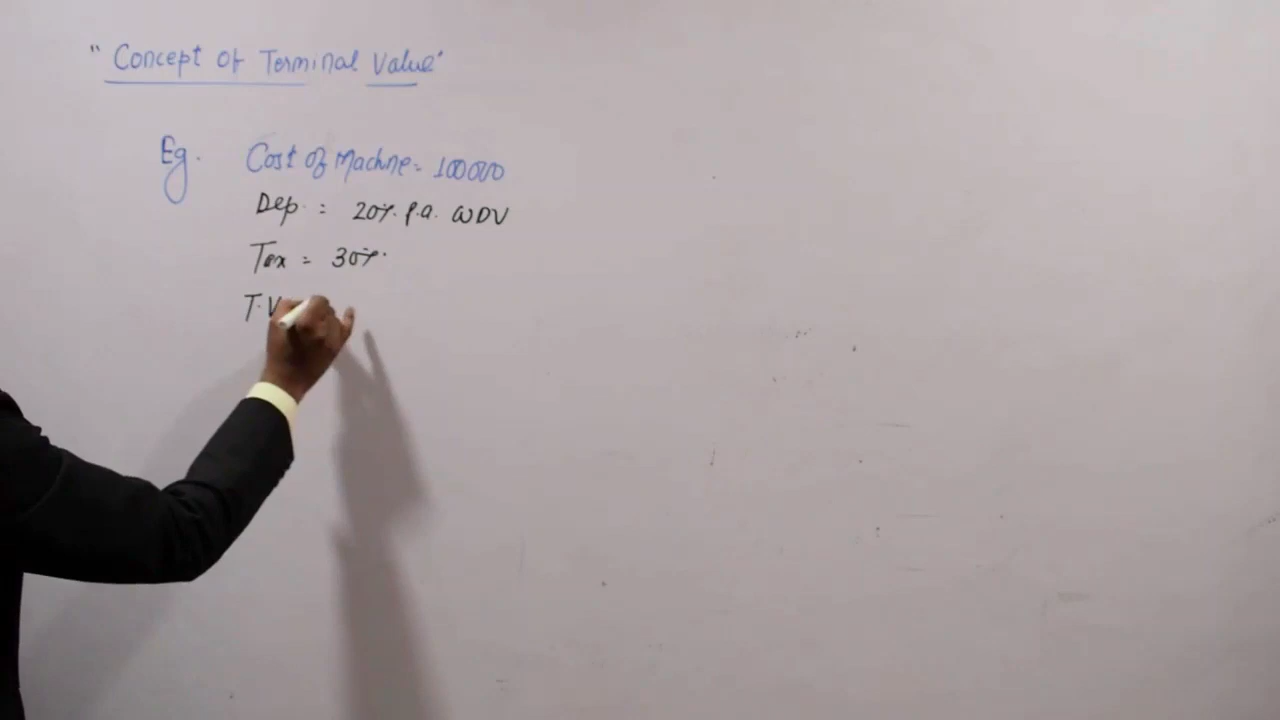 "Concept of Terminal Value"
Eg. Cost of Machine = 100000
Dep. = 20% p.a. WDV
Tax = 30%.
T.V